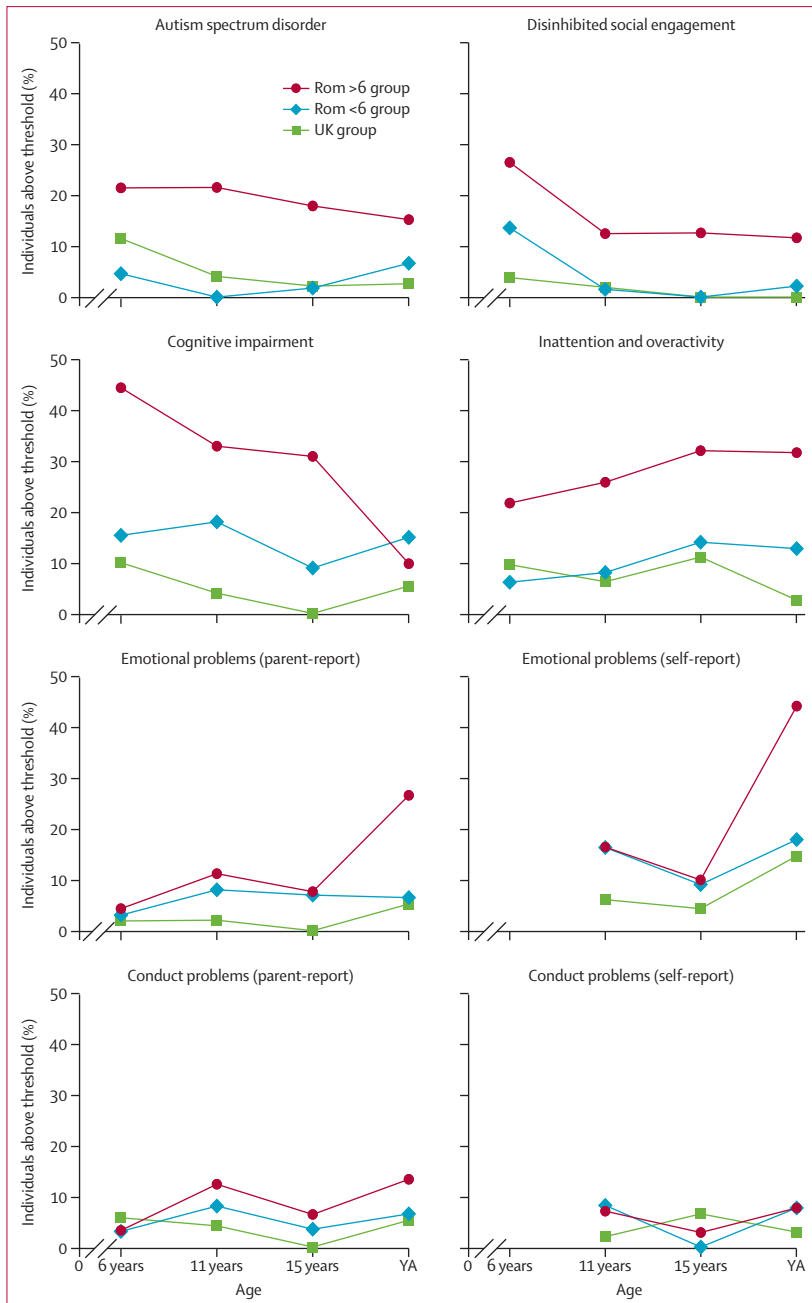 Autism spectrum disorder
Disinhibited social engagement
50
40
30
20
10
0
Individuals above threshold (%)
Rom >6 group
Rom <6 group
UK group
Cognitive impairment
Inattention and overactivity
50
40
30
20
10
0
Individuals above threshold (%)
Emotional problems (parent-report)
Emotional problems (self-report)
50
40
30
20
10
0
Individuals above threshold (%)
Conduct problems (parent-report)
Conduct problems (self-report)
50
40
30
20
10
0
Individuals above threshold (%)
0 6 years 11 years 15 years YA
Age
0 6 years 11 years 15 years YA
Age